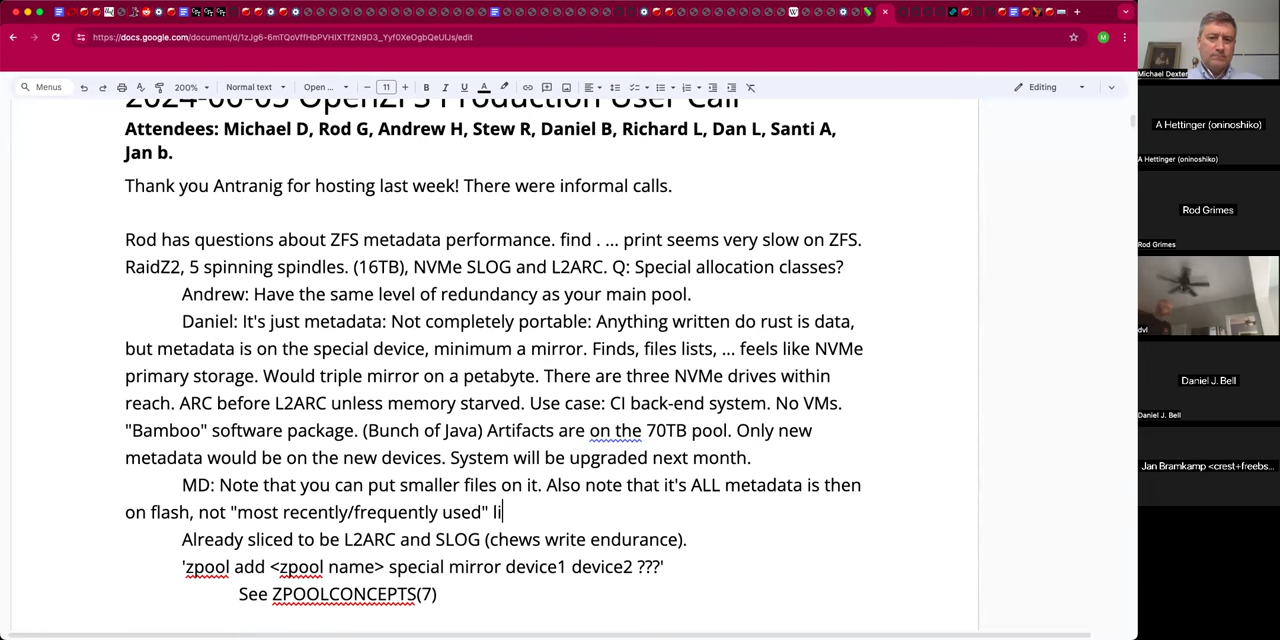 https://docs.google.com/document/d/1zJg6-6mTQoVffHbPVHIXTf2N9D3_Yyf0XeOgbQeUIJs/edit
M
Menus
200%
Normal text
Open ...
11
B I U A
Editing
2024-06-05 OpenZFS Production User Call
Attendees: Michael D, Rod G, Andrew H, Stew R, Daniel B, Richard L, Dan L, Santi A,
Jan b.
Thank you Antranig for hosting last week! There were informal calls.
Rod has questions about ZFS metadata performance. find . ... print seems very slow on ZFS.
RaidZ2, 5 spinning spindles. (16TB), NVMe SLOG and L2ARC. Q: Special allocation classes?
Andrew: Have the same level of redundancy as your main pool.
Daniel: It's just metadata: Not completely portable: Anything written do rust is data,
but metadata is on the special device, minimum a mirror. Finds, files lists, ... feels like NVMe
primary storage. Would triple mirror on a petabyte. There are three NVMe drives within
reach. ARC before L2ARC unless memory starved. Use case: CI back-end system. No VMs.
"Bamboo" software package. (Bunch of Java) Artifacts are on the 70TB pool. Only new
metadata would be on the new devices. System will be upgraded next month.
MD: Note that you can put smaller files on it. Also note that it's ALL metadata is then
on flash, not "most recently/frequently used" li
Already sliced to be L2ARC and SLOG (chews write endurance).
'zpool add <zpool name> special mirror device1 device2 ???'
See ZPOOLCONCEPTS(7)
Michael Dexter
A Hettinger (oninoshiko)
A Hettinger (oninoshiko)
Rod Grimes
Rod Grimes
dvl
Daniel J. Bell
Daniel J. Bell
Jan Bramkamp <crest+freebs...